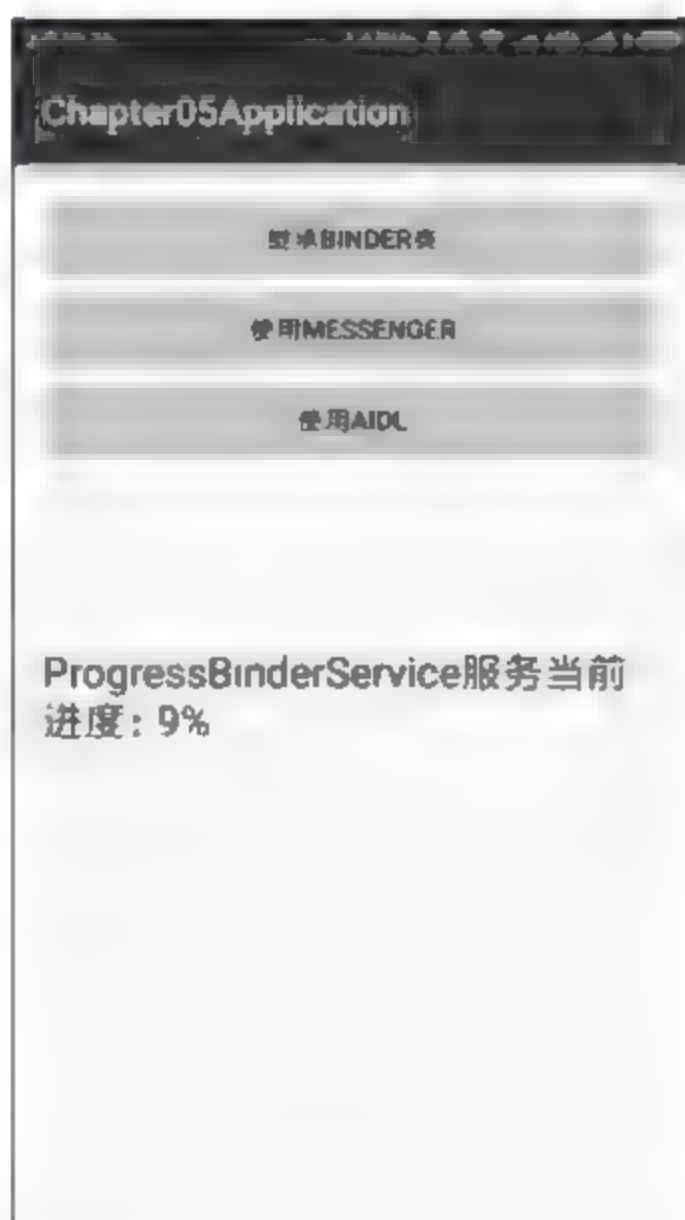 Chapter05Application
继承BINDER类
使用MESSENGER
使用AIDL
ProgressBinderService服务当前
进度: 9%